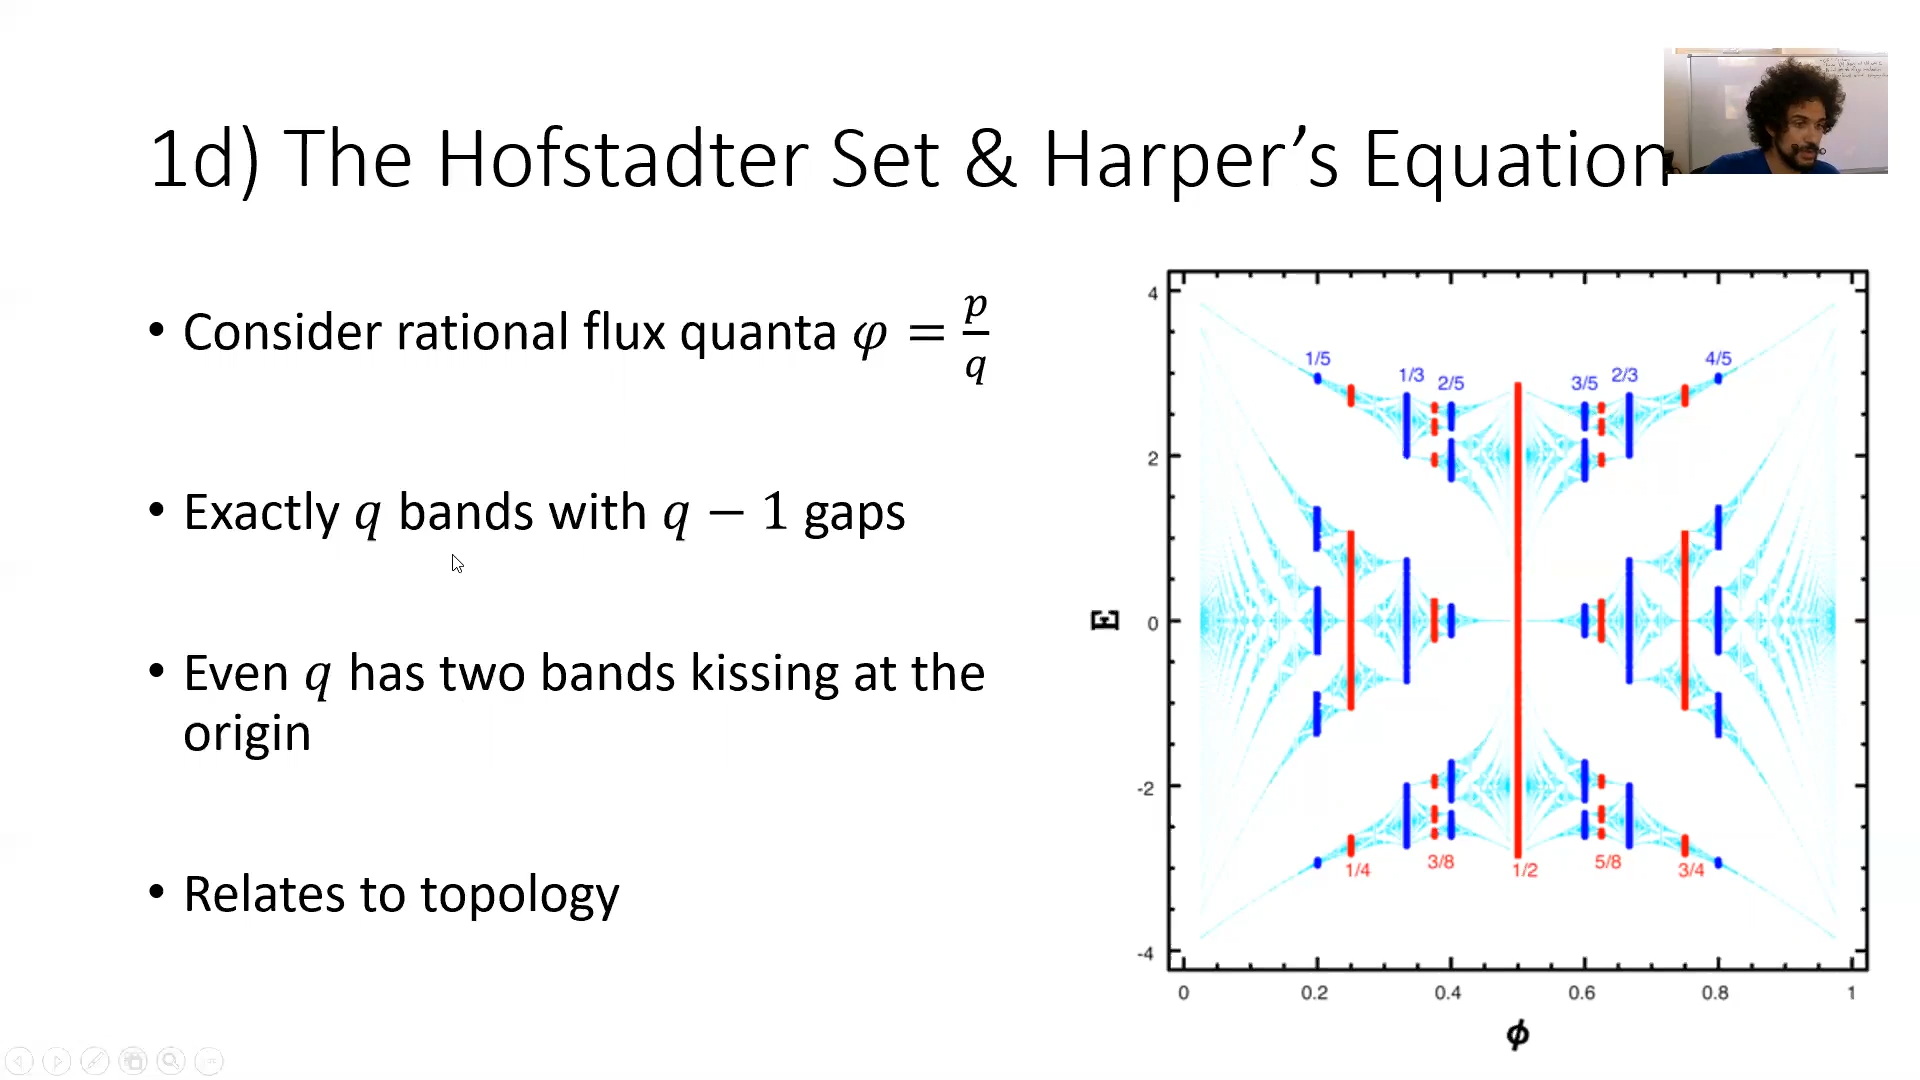 1d) The Hofstadter Set & Harper's Equation
• Consider rational flux quanta φ = p/q
• Exactly q bands with q − 1 gaps
• Even q has two bands kissing at the
origin
• Relates to topology
4
2
0
-2
-4
E
1/5
1/3
2/5
3/5
2/3
4/5
1/4
3/8
1/2
5/8
3/4
0
0.2
0.4
0.6
0.8
1
ϕ